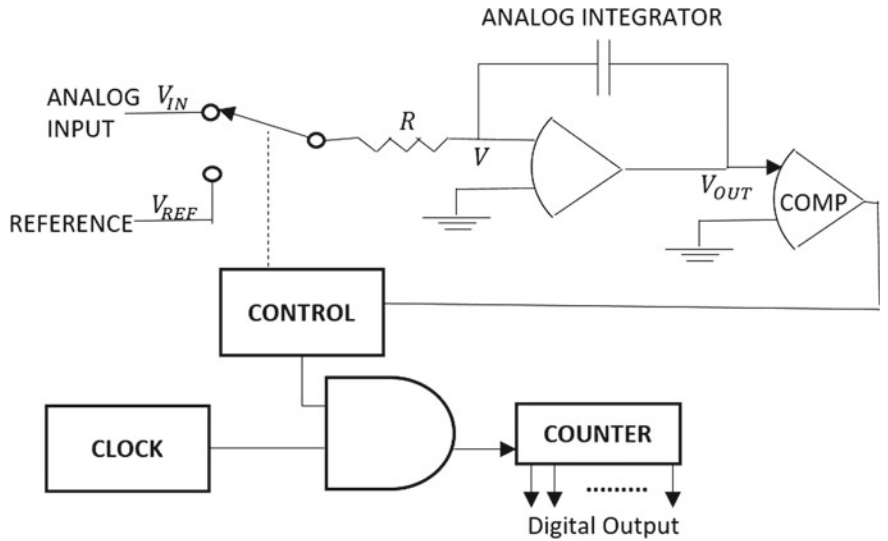 ANALOG INTEGRATOR
ANALOG
INPUT
V_IN
R
V
REFERENCE
V_REF
V_OUT
COMP
CONTROL
CLOCK
COUNTER
Digital Output